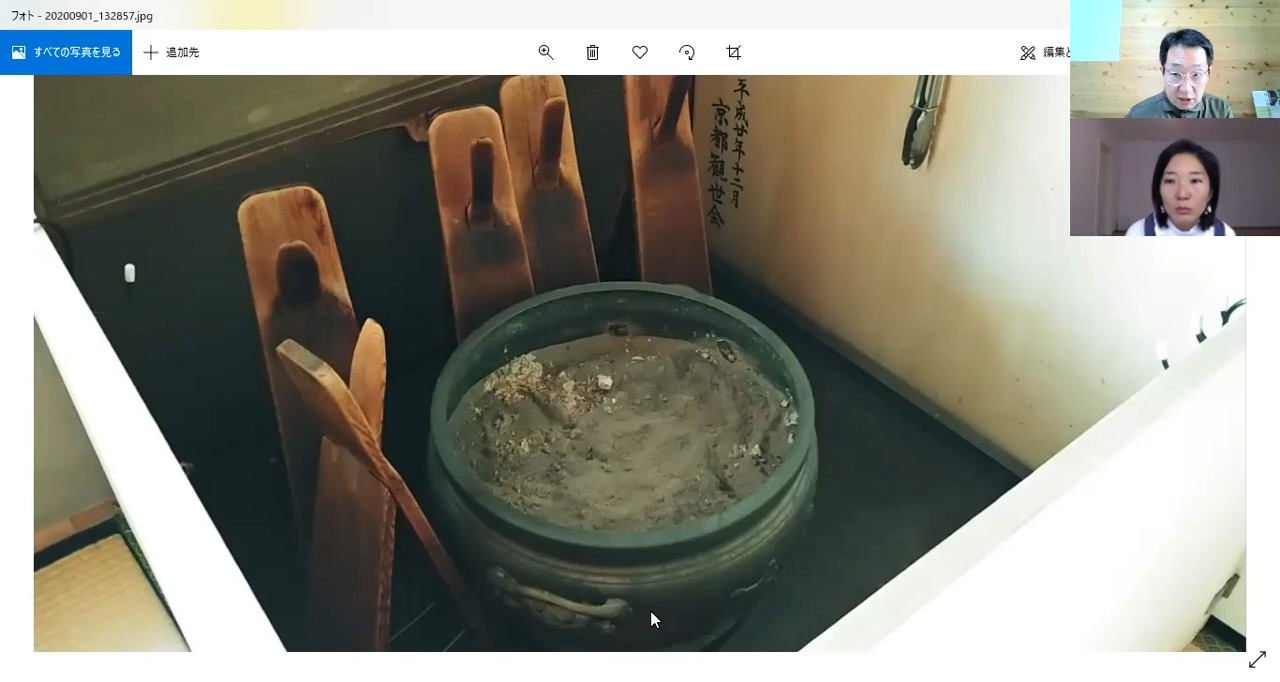 フォト - 20200901_132857.jpg
すべての写真を見る
追加先
編集と
平成廿年十二月
京都観世会